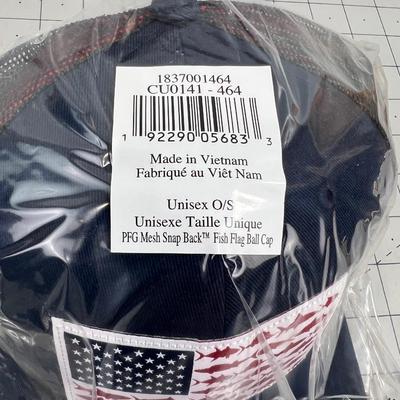 1837001464
CU0141 - 464
1 92290 05683 3
Made in Vietnam
Fabriqué au Viêt Nam
Unisex O/S
Unisexe Taille Unique
PFG Mesh Snap Back™ Fish Flag Ball Cap